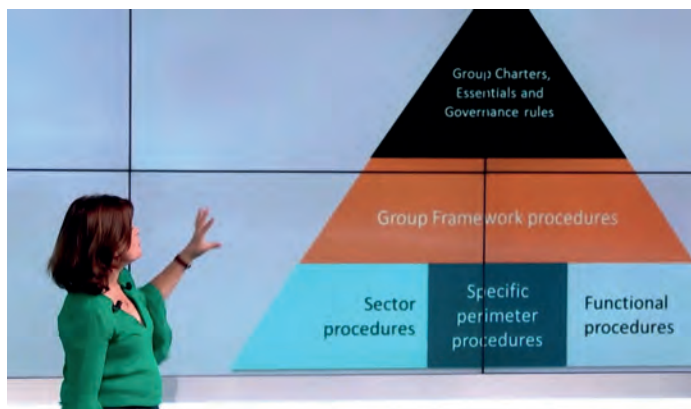 Group Charters,
Essentials and
Governance rules
Group Framework procedures
Sector
procedures
Specific
perimeter
procedures
Functional
procedures